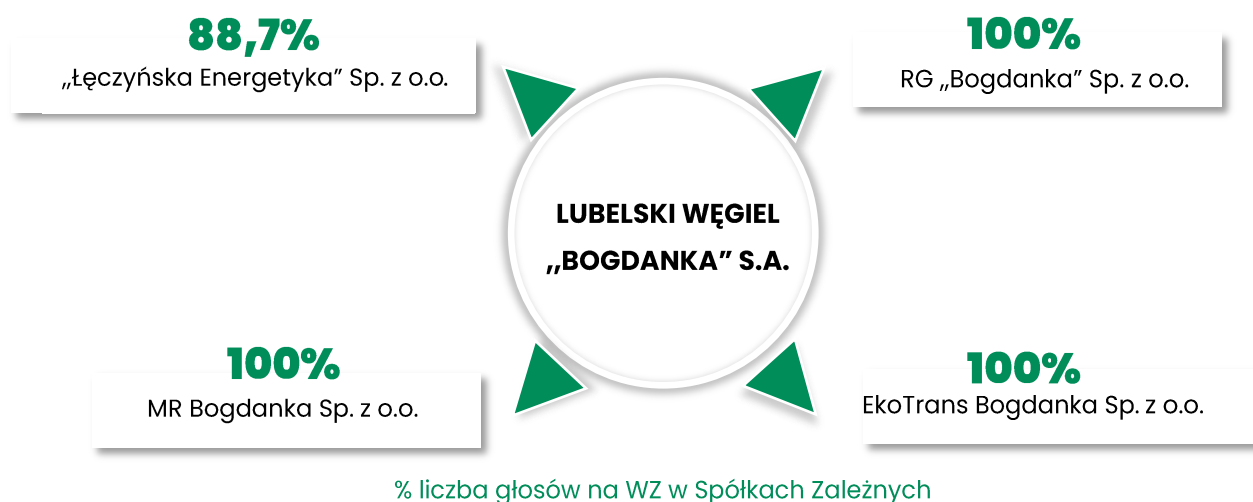 88,7%
,,Łęczyńska Energetyka” Sp. z o.o.
100%
RG ,,Bogdanka” Sp. z o.o.
LUBELSKI WĘGIEL
,,BOGDANKA” S.A.
100%
MR Bogdanka Sp. z o.o.
100%
EkoTrans Bogdanka Sp. z o.o.
% liczba głosów na WZ w Spółkach Zależnych